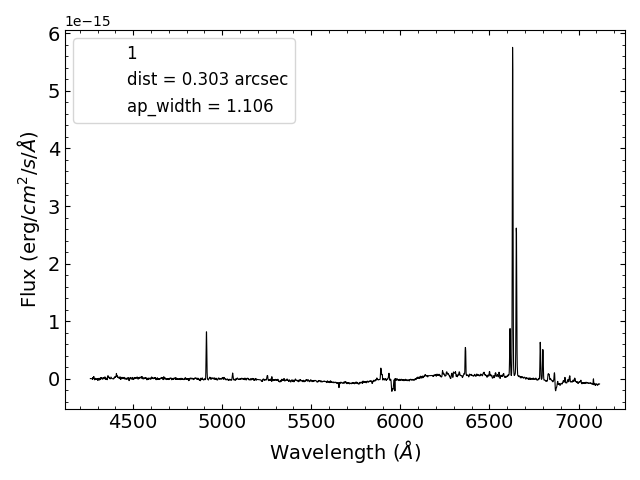 1e−15
1
dist = 0.303 arcsec
ap_width = 1.106
Flux (erg/cm²/s/Å)
6
5
4
3
2
1
0
4500 5000 5500 6000 6500 7000
Wavelength (Å)